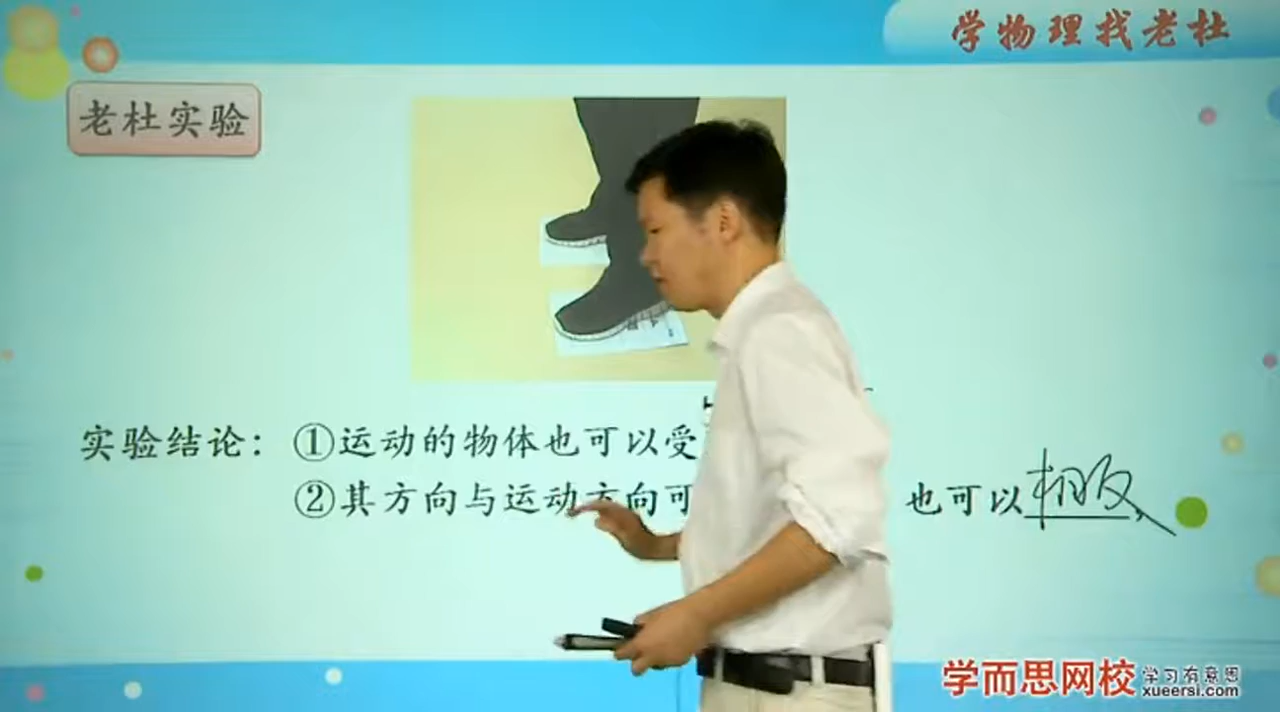 学物理找老杜
老杜实验
实验结论：①运动的物体也可以受
②其方向与运动方向可 也可以相反
学而思网校 学习有意思
xueersi.com